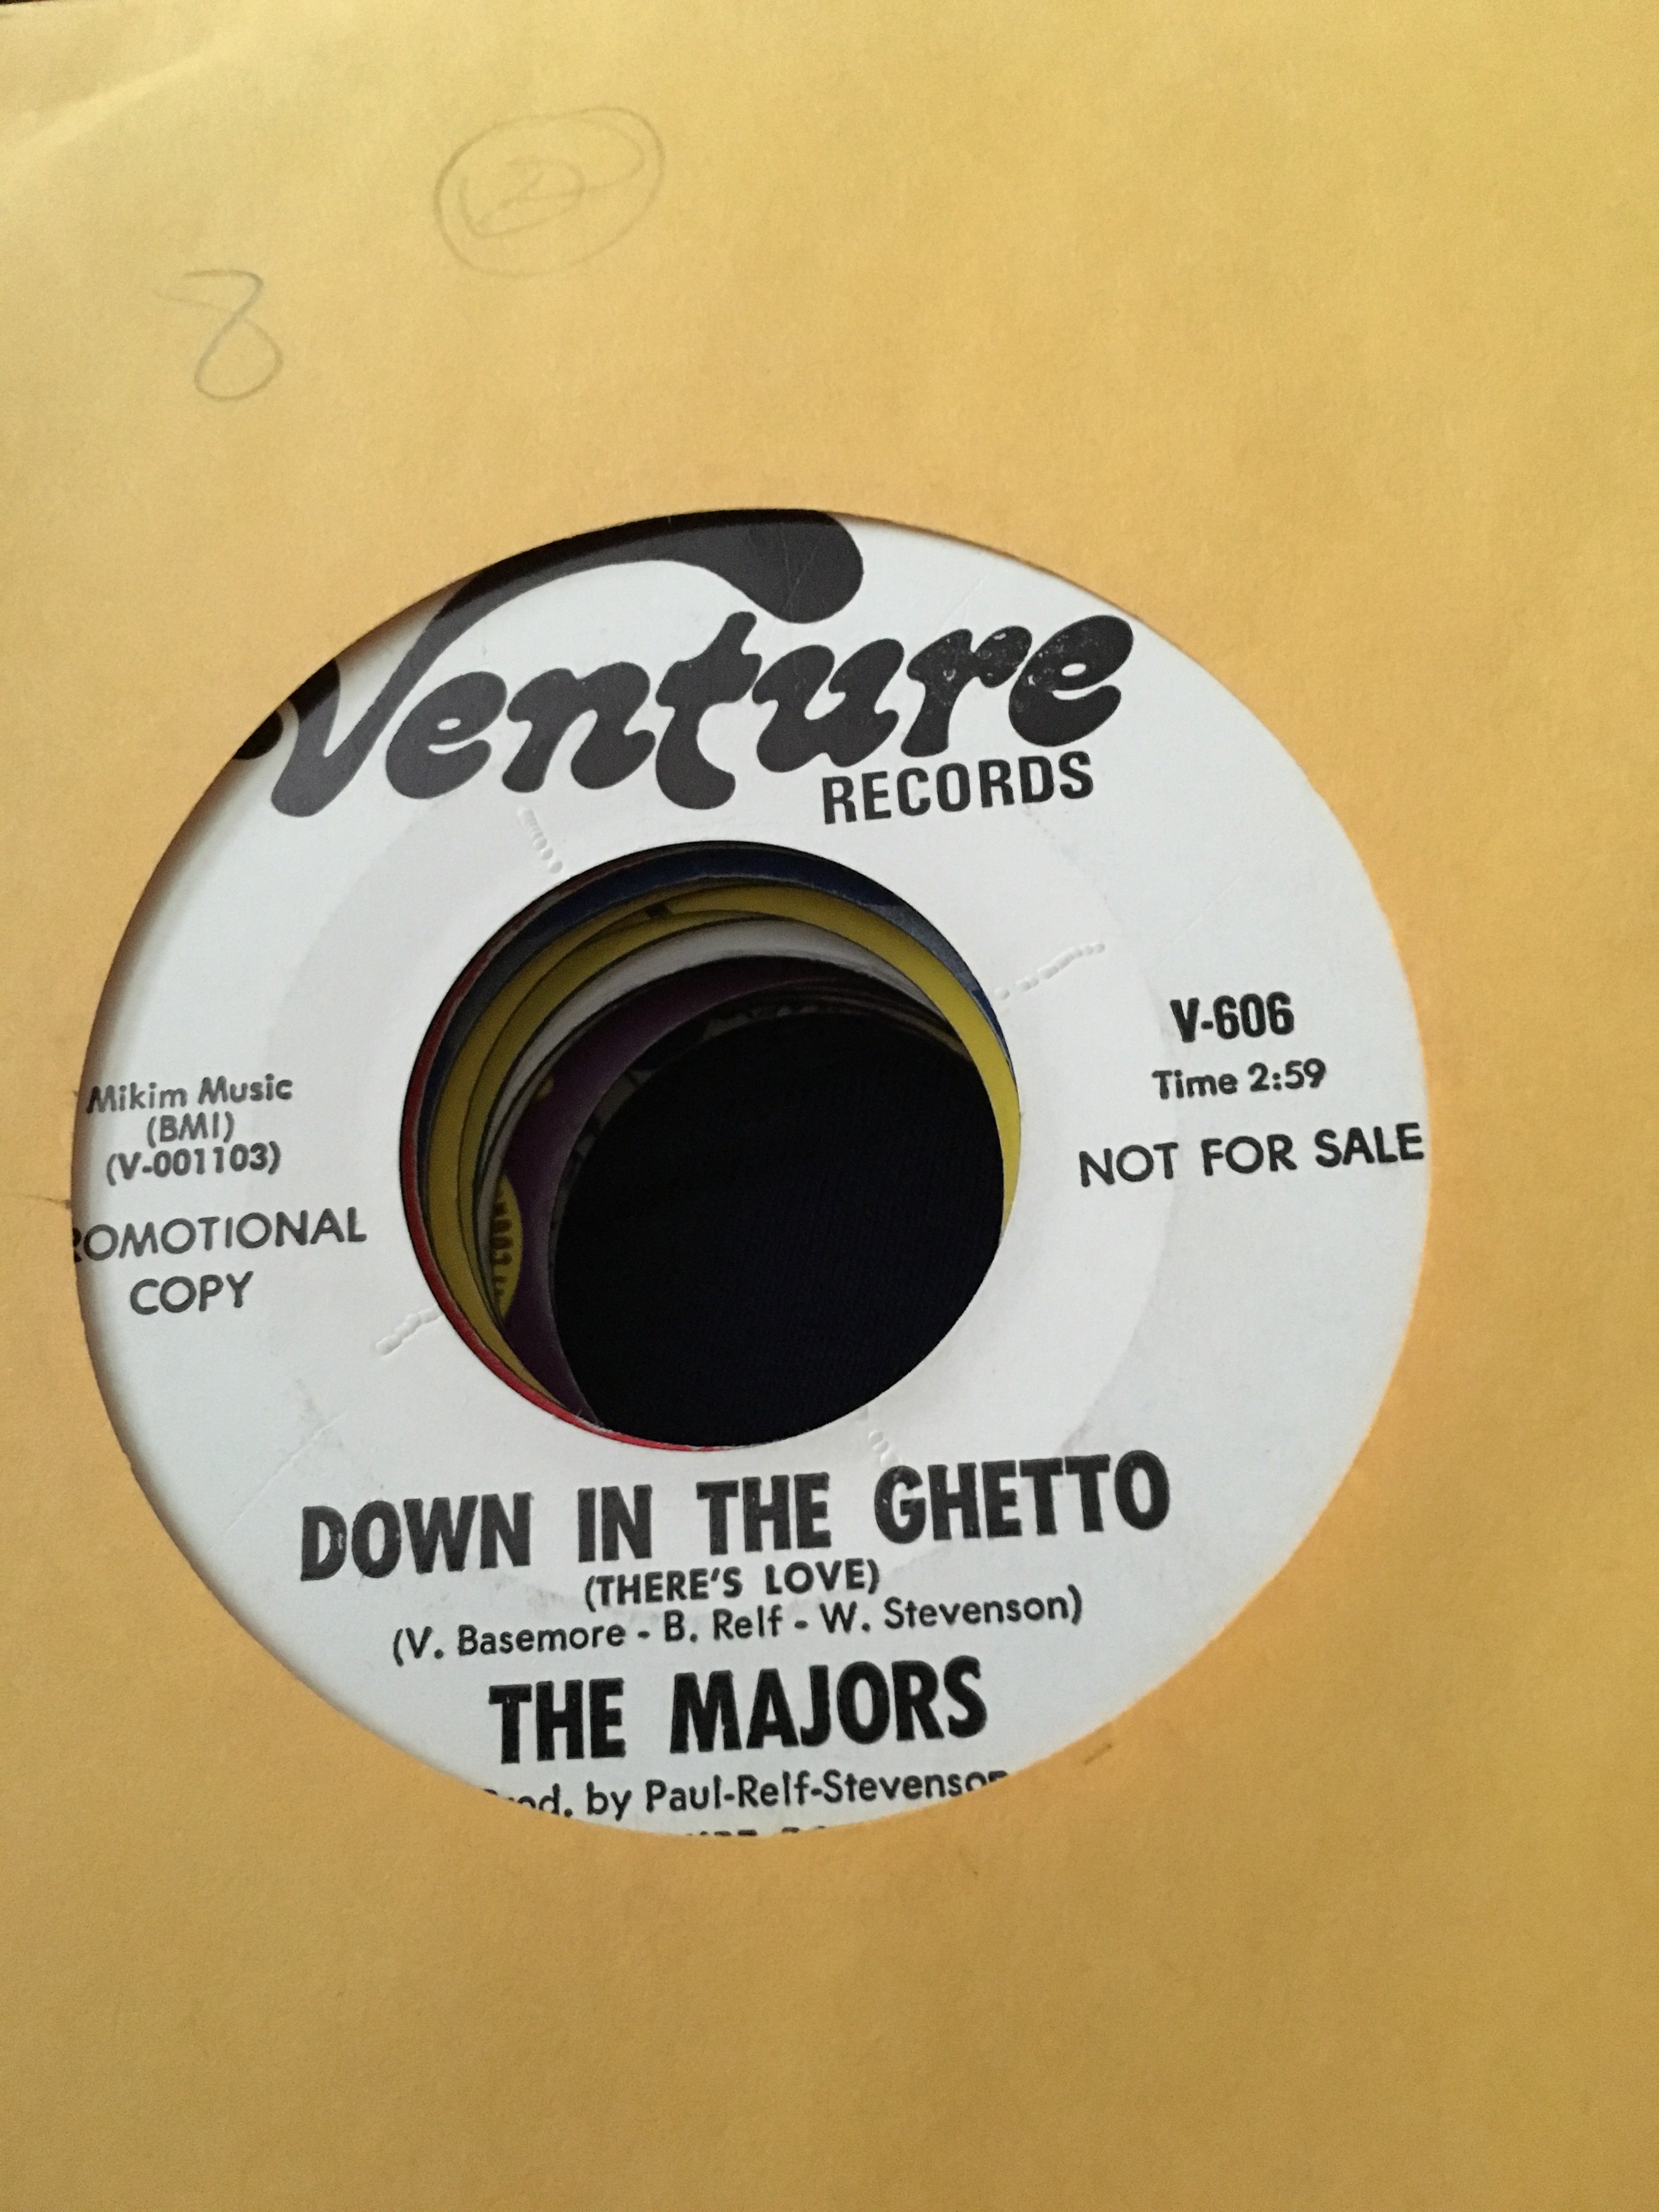 8
Venture
RECORDS
V-606
Time 2:59
NOT FOR SALE
Mikim Music
(BMI)
(V-001103)
ROMOTIONAL
COPY
DOWN IN THE GHETTO
(THERE'S LOVE)
(V. Basemore - B. Relf - W. Stevenson)
THE MAJORS
Prod. by Paul-Relf-Stevenson